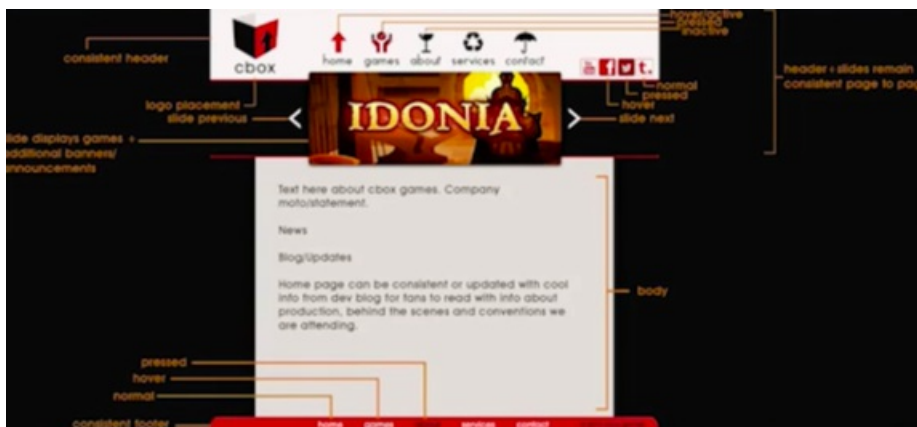 hover/active
pressed
inactive
consistent header
cbox
home games about services contact
t.
header + slides remain
consistent page to pag
normal
pressed
hover
logo placement
slide previous
IDONIA
slide next
slide displays games +
additional banners/
announcements
Text here about cbox games. Company
moto/statement.
News
Blog/Updates
Home page can be consistent or updated with cool
info from dev blog for fans to read with info about
production, behind the scenes and conventions we
are attending.
body
pressed
hover
normal
consistent footer
home games services contact